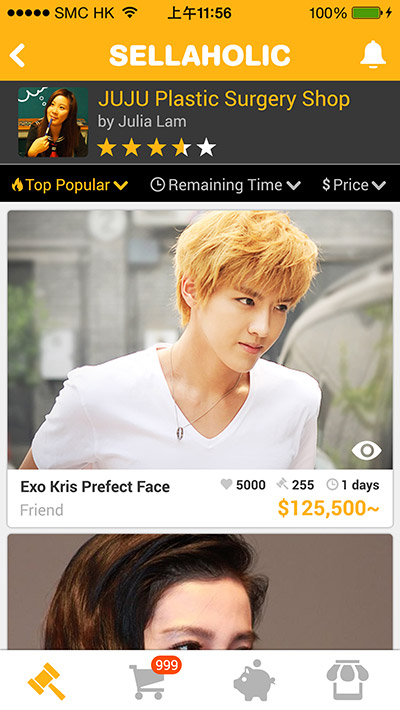 SMC HK 上午11:56 100%
SELLAHOLIC
JUJU Plastic Surgery Shop
by Julia Lam
Top Popular Remaining Time $ Price
Exo Kris Prefect Face 5000 255 1 days
Friend $125,500~
999